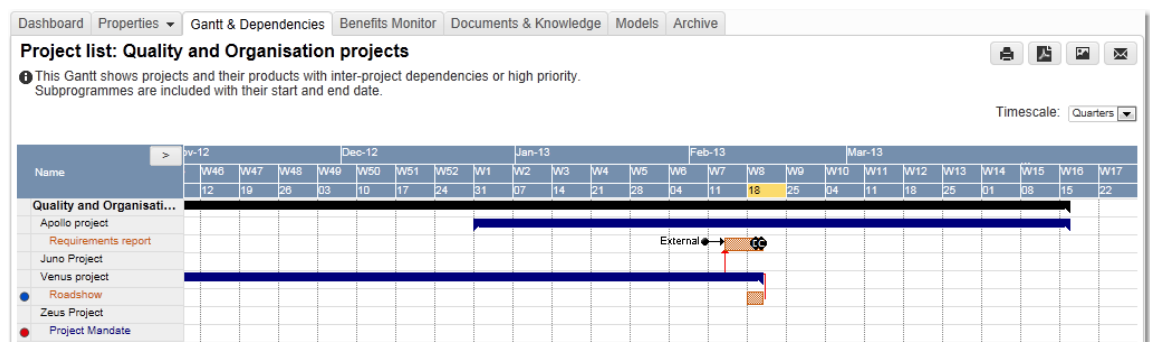 Dashboard Properties Gantt & Dependencies Benefits Monitor Documents & Knowledge Models Archive
Project list: Quality and Organisation projects
This Gantt shows projects and their products with inter-project dependencies or high priority.
Subprogrammes are included with their start and end date.
Timescale: Quarters
> ov-12 Dec-12 Jan-13 Feb-13 Mar-13 ...
Name W46 W47 W48 W49 W50 W51 W52 W1 W2 W3 W4 W5 W6 W7 W8 W9 W10 W11 W12 W13 W14 W15 W16 W17
12 19 26 03 10 17 24 31 07 14 21 28 04 11 18 25 04 11 18 25 01 08 15 22
Quality and Organisati...
Apollo project
Requirements report External CC
Juno Project
Venus project
Roadshow
Zeus Project
Project Mandate